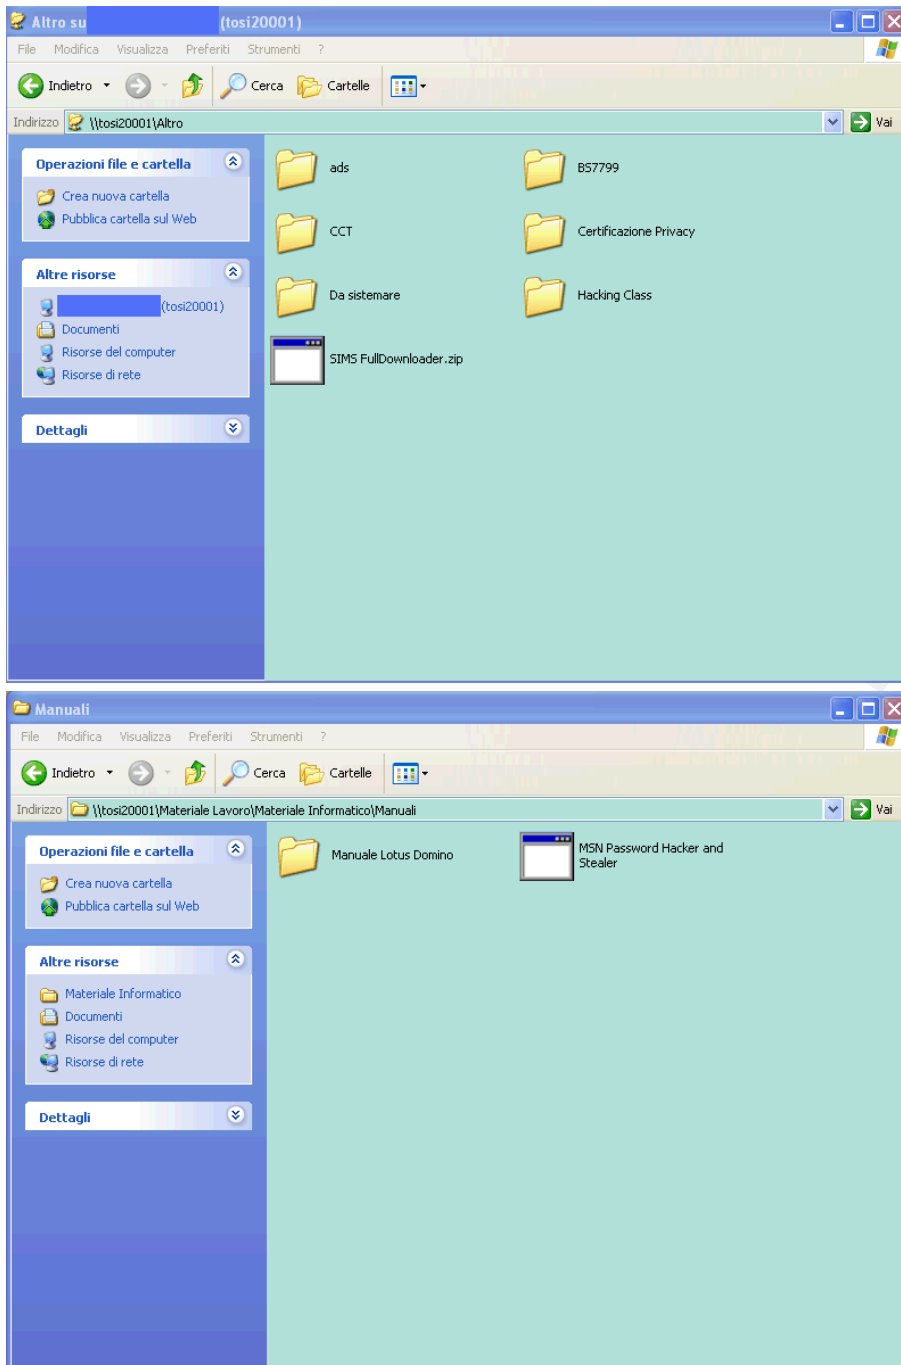 Altro su (tosi20001)
File Modifica Visualizza Preferiti Strumenti ?
Indietro Cerca Cartelle
Indirizzo \\tosi20001\Altro Vai
Operazioni file e cartella
Crea nuova cartella
Pubblica cartella sul Web
Altre risorse
(tosi20001)
Documenti
Risorse del computer
Risorse di rete
Dettagli
ads BS7799
CCT Certificazione Privacy
Da sistemare Hacking Class
SIMS FullDownloader.zip
Manuali
File Modifica Visualizza Preferiti Strumenti ?
Indietro Cerca Cartelle
Indirizzo \\tosi20001\Materiale Lavoro\Materiale Informatico\Manuali Vai
Operazioni file e cartella
Crea nuova cartella
Pubblica cartella sul Web
Altre risorse
Materiale Informatico
Documenti
Risorse del computer
Risorse di rete
Dettagli
Manuale Lotus Domino
MSN Password Hacker and
Stealer